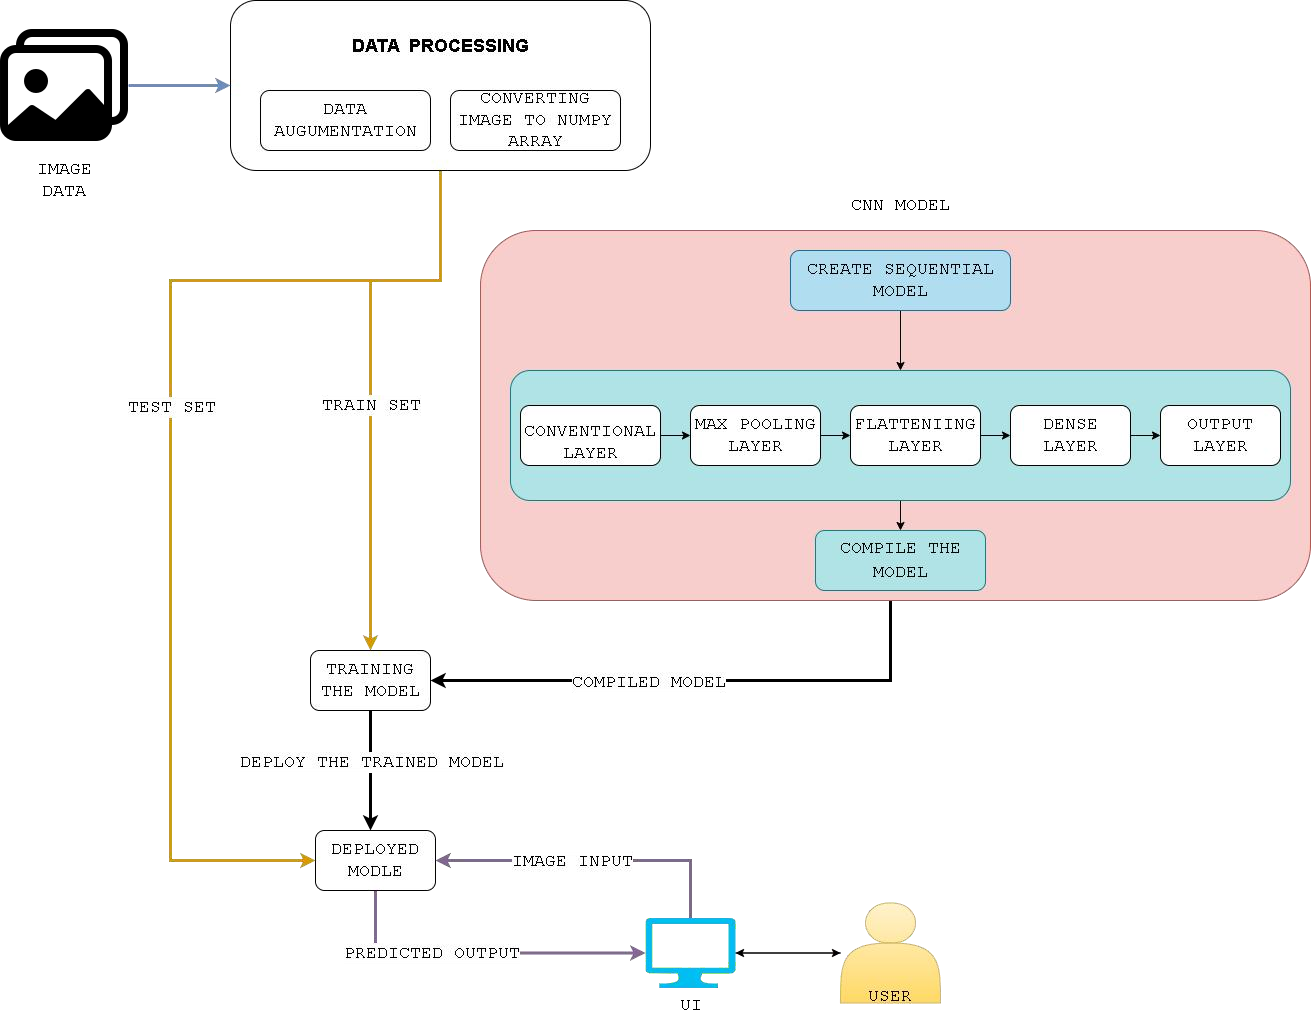 DATA PROCESSING
DATA
AUGUMENTATION
CONVERTING
IMAGE TO NUMPY
ARRAY
IMAGE
DATA
CNN MODEL
CREATE SEQUENTIAL
MODEL
CONVENTIONAL
LAYER
MAX POOLING
LAYER
FLATTENIING
LAYER
DENSE
LAYER
OUTPUT
LAYER
TEST SET
TRAIN SET
COMPILE THE
MODEL
TRAINING
THE MODEL
COMPILED MODEL
DEPLOY THE TRAINED MODEL
DEPLOYED
MODLE
IMAGE INPUT
PREDICTED OUTPUT
UI
USER